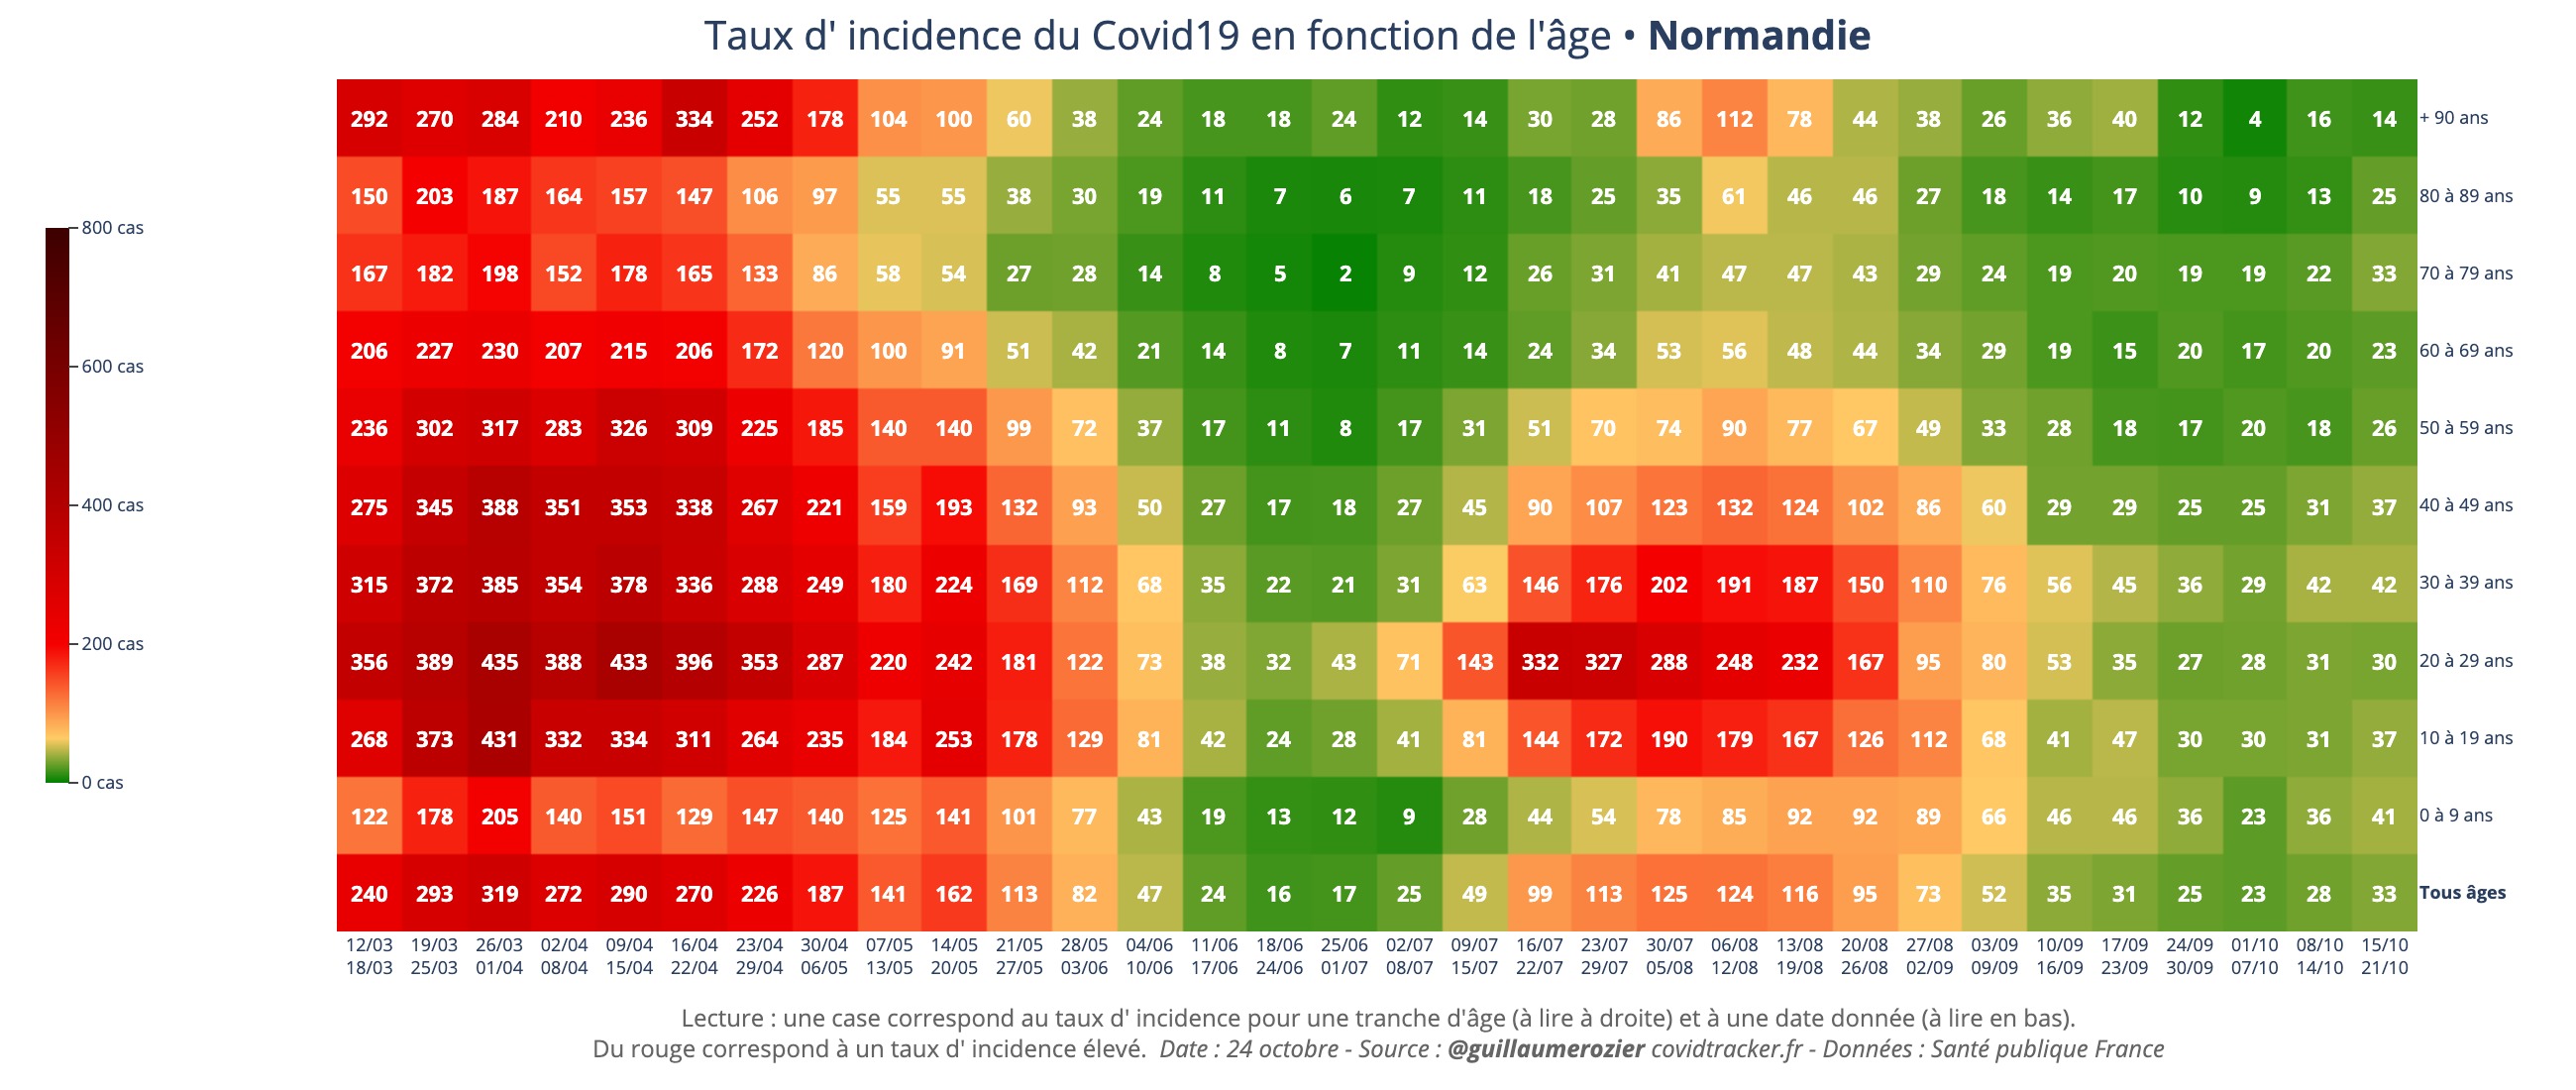 Taux d' incidence du Covid19 en fonction de l'âge • Normandie
292 270 284 210 236 334 252 178 104 100 60 38 24 18 18 24 12 14 30 28 86 112 78 44 38 26 36 40 12 4 16 14 + 90 ans
150 203 187 164 157 147 106 97 55 55 38 30 19 11 7 6 7 11 18 25 35 61 46 46 27 18 14 17 10 9 13 25 80 à 89 ans
800 cas
167 182 198 152 178 165 133 86 58 54 27 28 14 8 5 2 9 12 26 31 41 47 47 43 29 24 19 20 19 19 22 33 70 à 79 ans
206 227 230 207 215 206 172 120 100 91 51 42 21 14 8 7 11 14 24 34 53 56 48 44 34 29 19 15 20 17 20 23 60 à 69 ans
600 cas
236 302 317 283 326 309 225 185 140 140 99 72 37 17 11 8 17 31 51 70 74 90 77 67 49 33 28 18 17 20 18 26 50 à 59 ans
400 cas
275 345 388 351 353 338 267 221 159 193 132 93 50 27 17 18 27 45 90 107 123 132 124 102 86 60 29 29 25 25 31 37 40 à 49 ans
315 372 385 354 378 336 288 249 180 224 169 112 68 35 22 21 31 63 146 176 202 191 187 150 110 76 56 45 36 29 42 42 30 à 39 ans
200 cas
356 389 435 388 433 396 353 287 220 242 181 122 73 38 32 43 71 143 332 327 288 248 232 167 95 80 53 35 27 28 31 30 20 à 29 ans
268 373 431 332 334 311 264 235 184 253 178 129 81 42 24 28 41 81 144 172 190 179 167 126 112 68 41 47 30 30 31 37 10 à 19 ans
0 cas
122 178 205 140 151 129 147 140 125 141 101 77 43 19 13 12 9 28 44 54 78 85 92 92 89 66 46 46 36 23 36 41 0 à 9 ans
240 293 319 272 290 270 226 187 141 162 113 82 47 24 16 17 25 49 99 113 125 124 116 95 73 52 35 31 25 23 28 33 Tous âges
12/03 19/03 26/03 02/04 09/04 16/04 23/04 30/04 07/05 14/05 21/05 28/05 04/06 11/06 18/06 25/06 02/07 09/07 16/07 23/07 30/07 06/08 13/08 20/08 27/08 03/09 10/09 17/09 24/09 01/10 08/10 15/10
18/03 25/03 01/04 08/04 15/04 22/04 29/04 06/05 13/05 20/05 27/05 03/06 10/06 17/06 24/06 01/07 08/07 15/07 22/07 29/07 05/08 12/08 19/08 26/08 02/09 09/09 16/09 23/09 30/09 07/10 14/10 21/10
Lecture : une case correspond au taux d' incidence pour une tranche d'âge (à lire à droite) et à une date donnée (à lire en bas).
Du rouge correspond à un taux d' incidence élevé. Date : 24 octobre - Source : @guillaumerozier covidtracker.fr - Données : Santé publique France